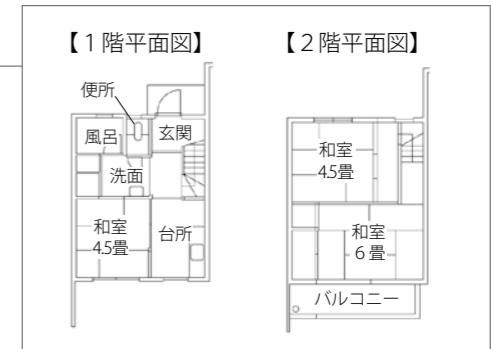 【１階平面図】
【２階平面図】
便所
風呂
玄関
洗面
和室
4.5畳
台所
和室
4.5畳
和室
６畳
バルコニー